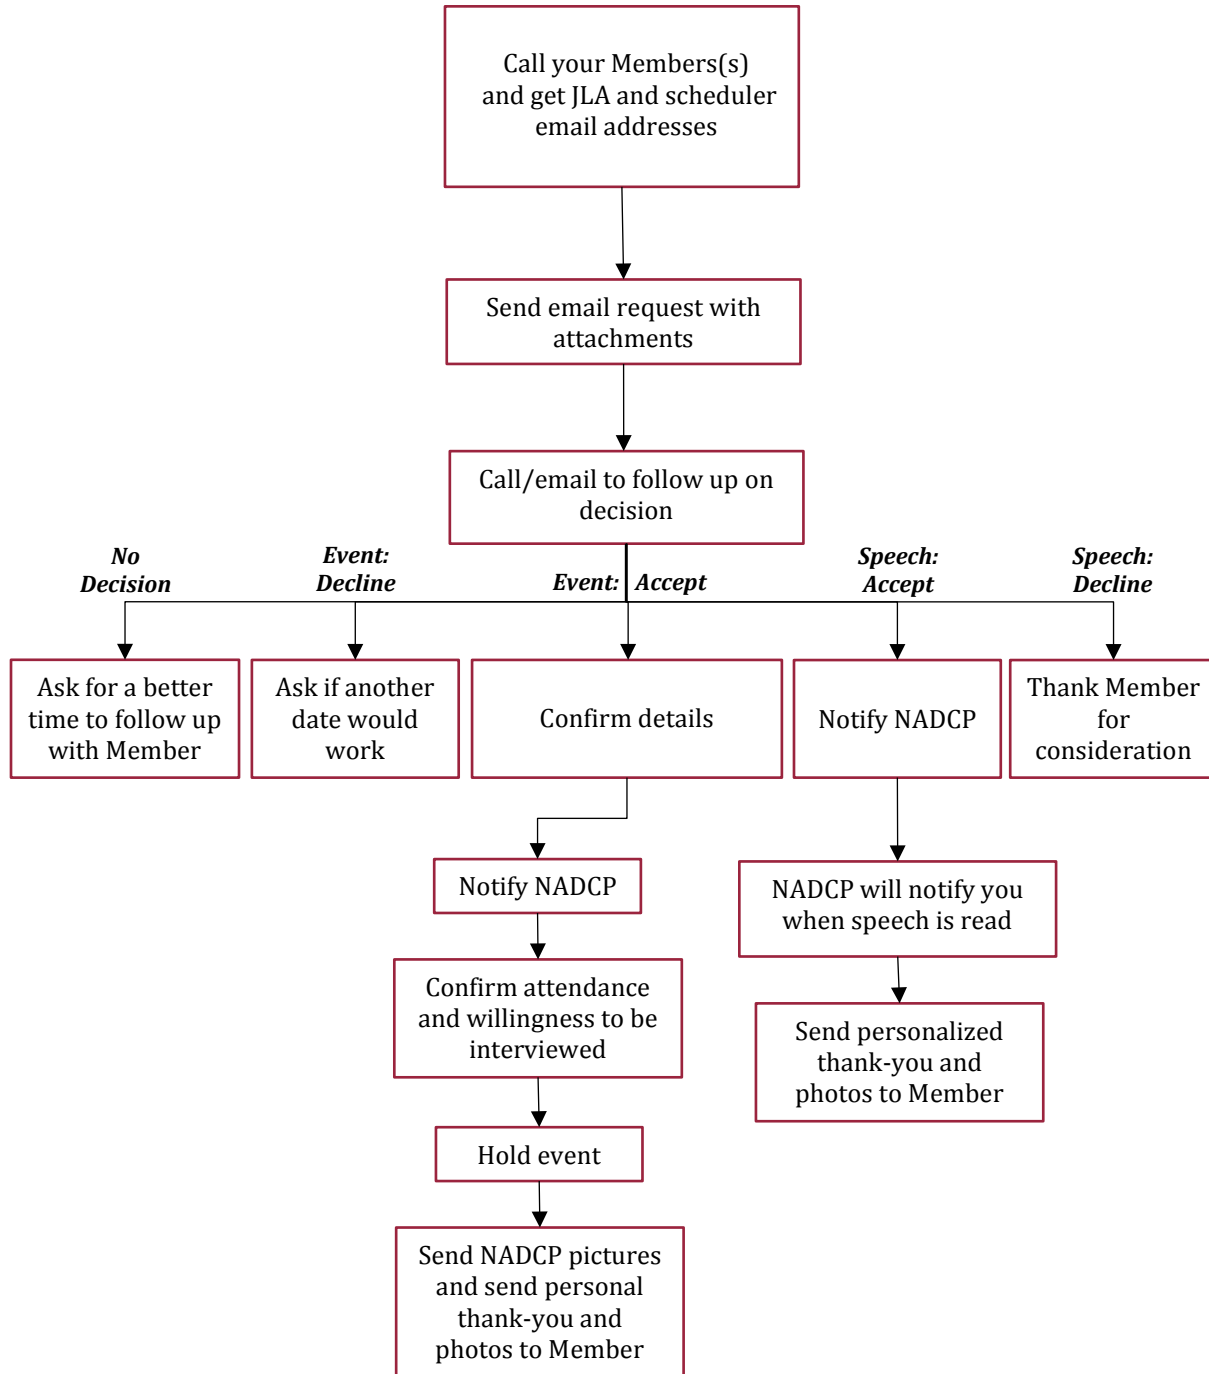 Call your Members(s)
and get JLA and scheduler
email addresses
Send email request with
attachments
Call/email to follow up on
decision
No
Decision
Event:
Decline
Event: Accept
Speech:
Accept
Speech:
Decline
Ask for a better
time to follow up
with Member
Ask if another
date would
work
Confirm details
Notify NADCP
Thank Member
for
consideration
Notify NADCP
NADCP will notify you
when speech is read
Confirm attendance
and willingness to be
interviewed
Send personalized
thank-you and
photos to Member
Hold event
Send NADCP pictures
and send personal
thank-you and
photos to Member